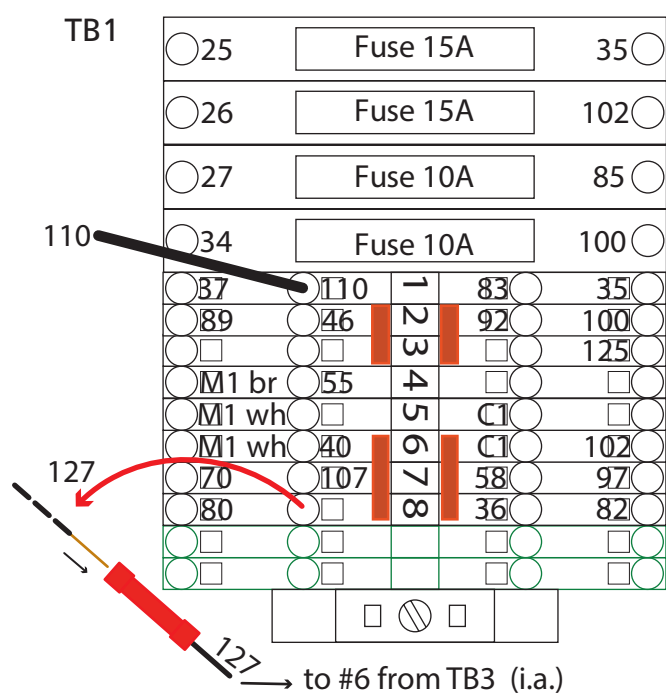 TB1
25 Fuse 15A 35
26 Fuse 15A 102
27 Fuse 10A 85
110
34 Fuse 10A 100
37 110 1 83 35
89 46 2 92 100
3 125
M1 br 55 4
M1 wh 5 C1
M1 wh 40 6 C1 102
127
70 107 7 58 97
80 8 36 82
127
to #6 from TB3 (i.a.)